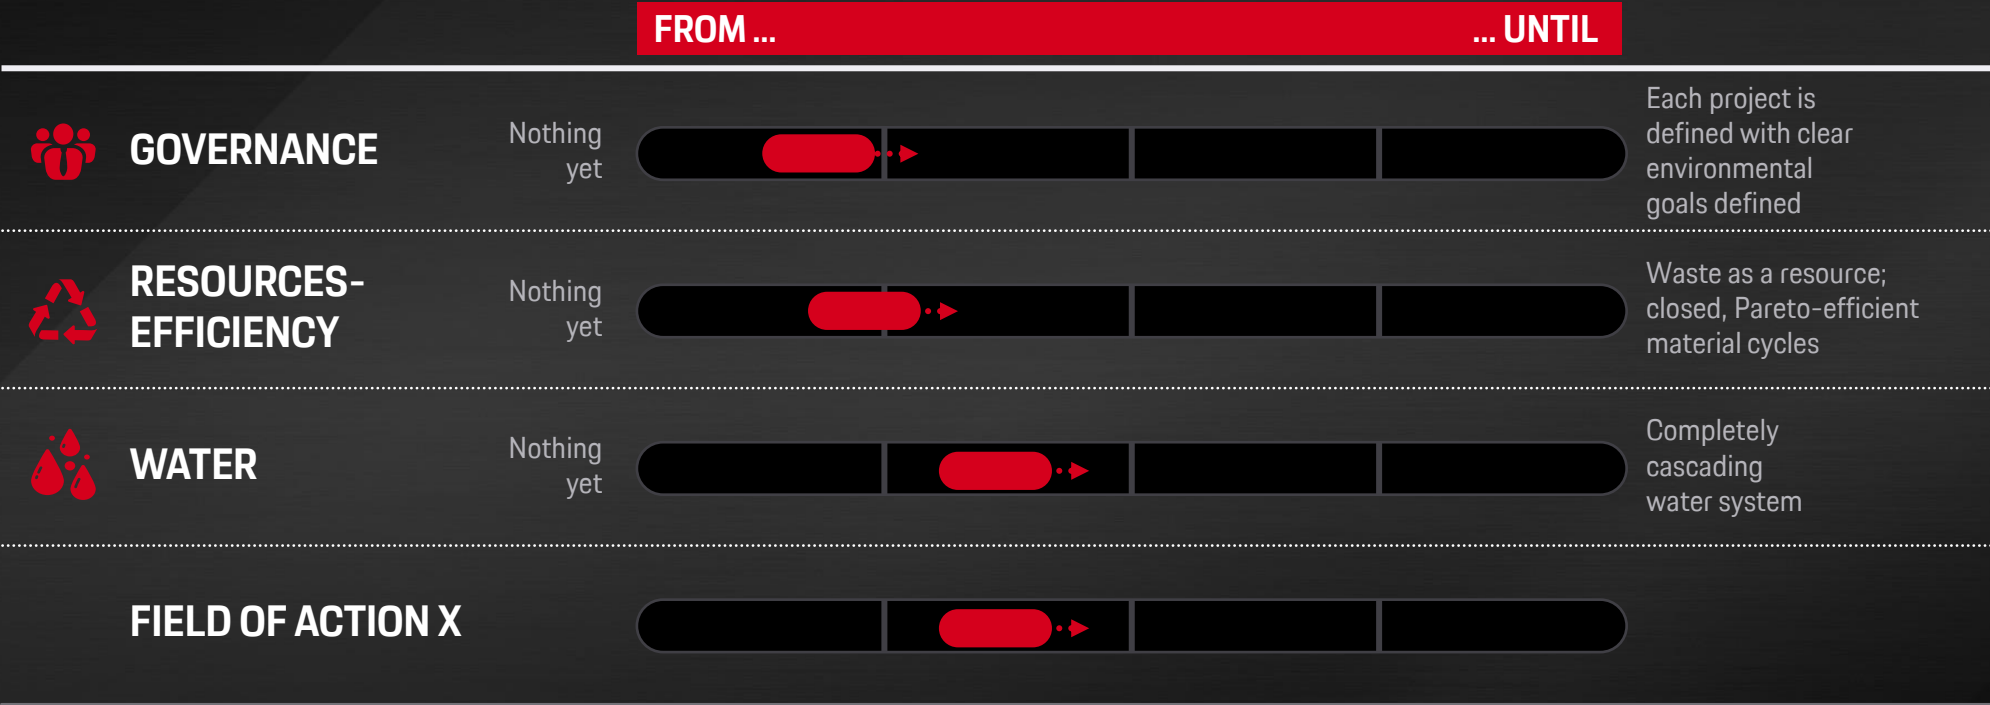 FROM ...
... UNTIL
GOVERNANCE
Nothing
yet
Each project is
defined with clear
environmental
goals defined
RESOURCES-
EFFICIENCY
Nothing
yet
Waste as a resource;
closed, Pareto-efficient
material cycles
WATER
Nothing
yet
Completely
cascading
water system
FIELD OF ACTION X